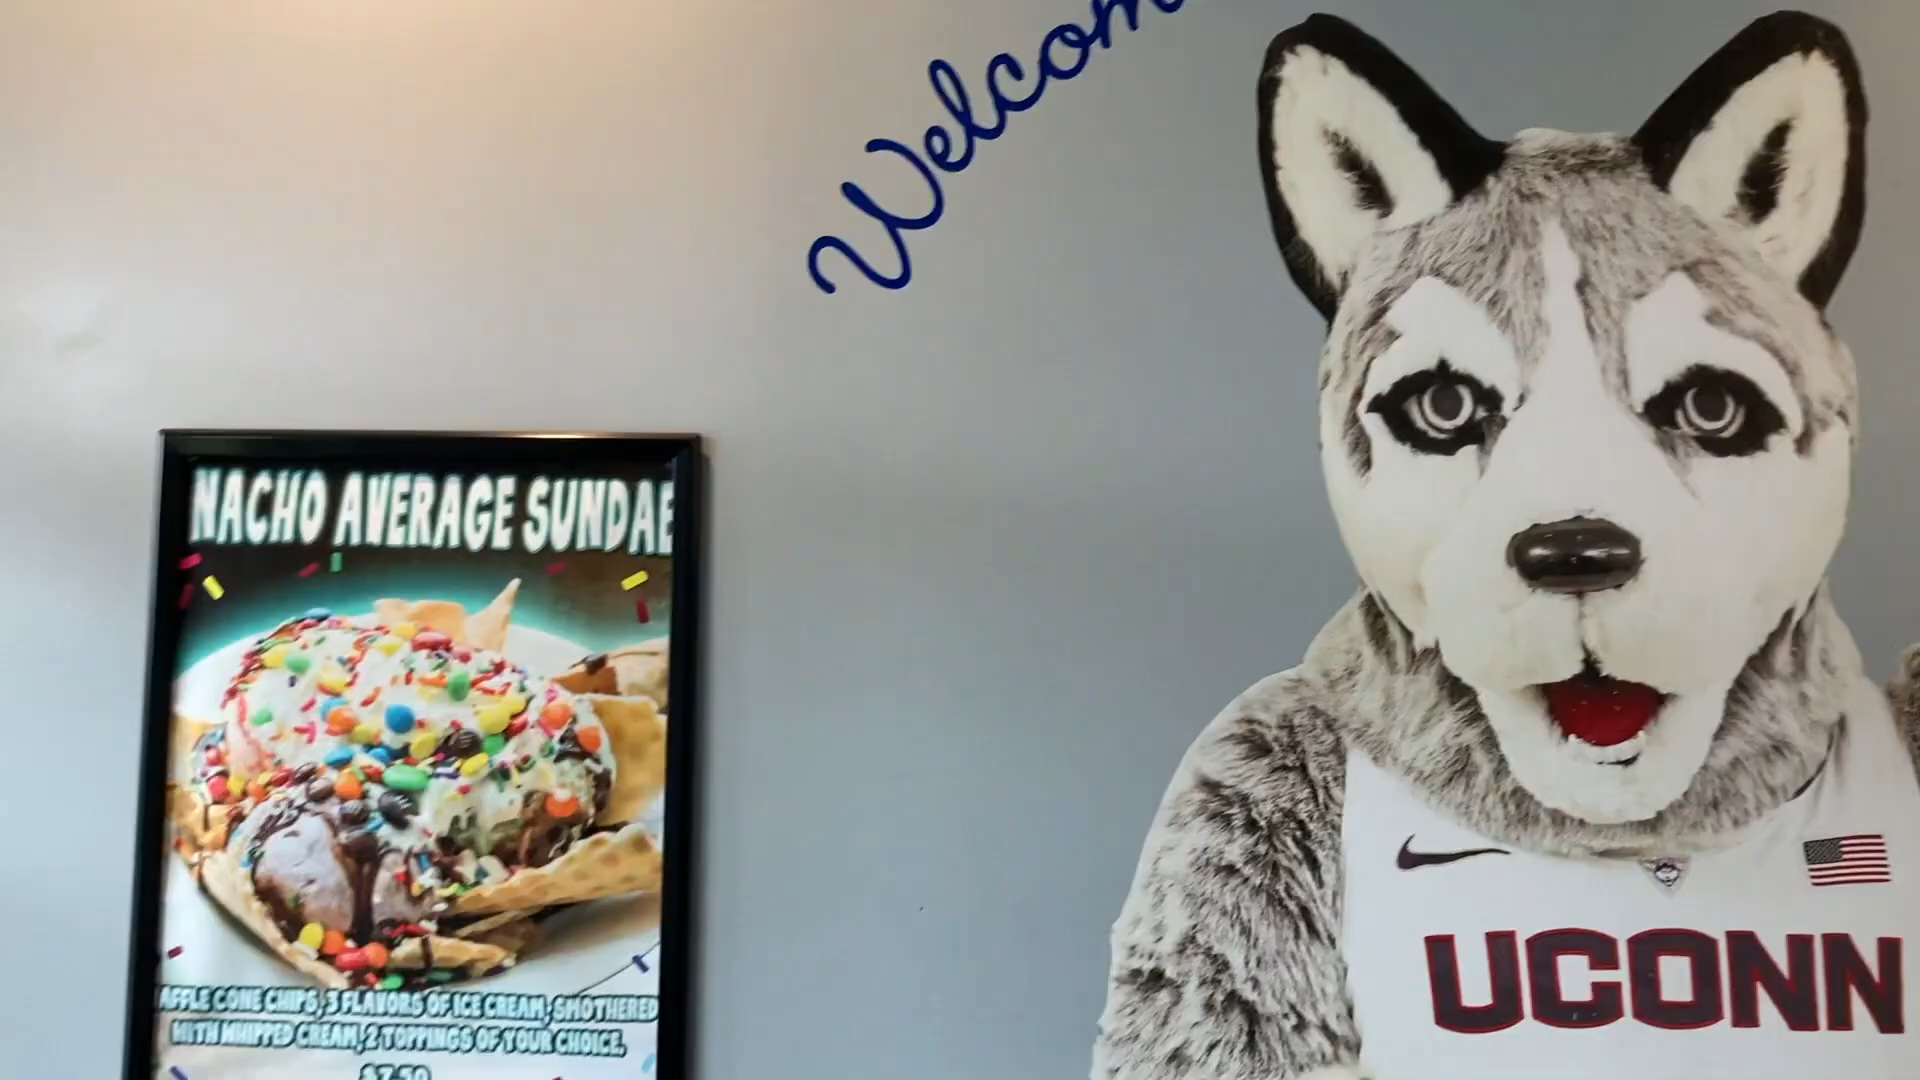 Welcom
NACHO AVERAGE SUNDAE
AFFLE CONE CHIPS, 3 FLAVORS OF ICE CREAM, SMOTHERED
WITH WHIPPED CREAM, 2 TOPPINGS OF YOUR CHOICE.
UCONN